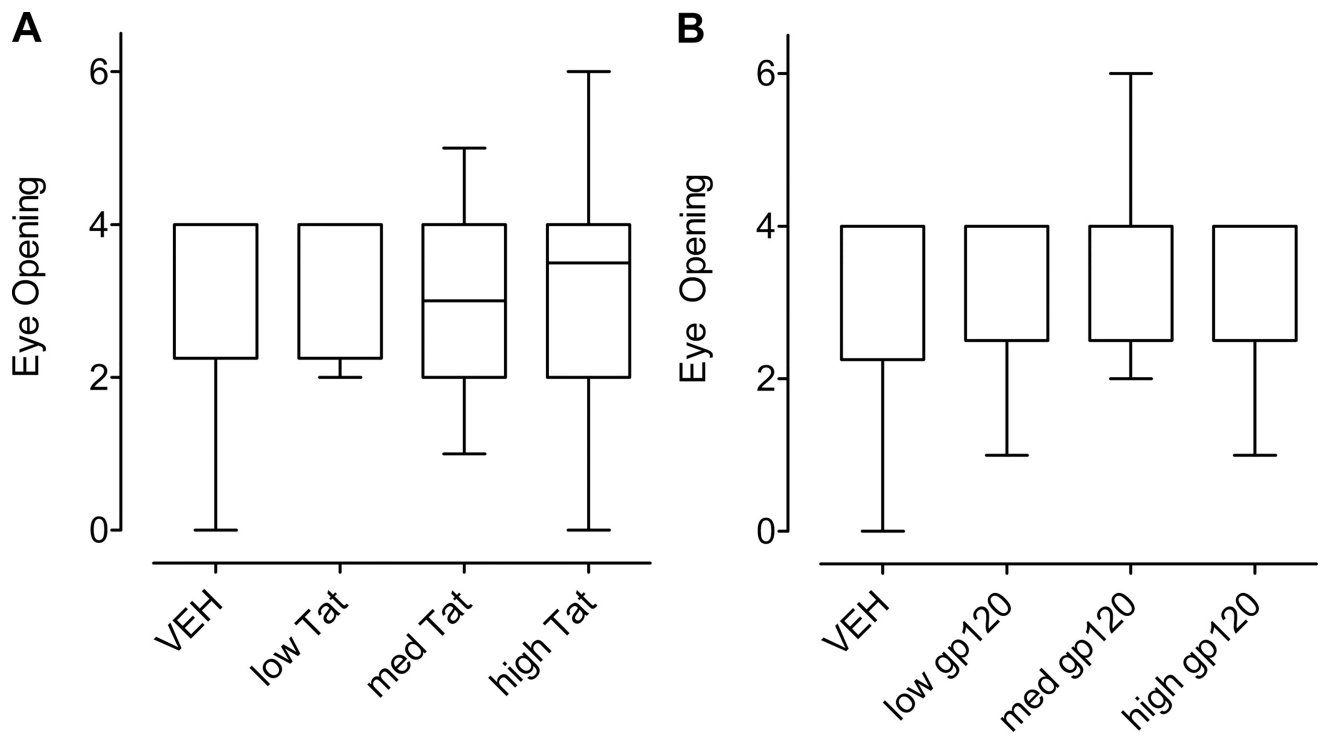 A
Eye Opening
6
4
2
0
VEH
low Tat
med Tat
high Tat
B
Eye Opening
6
4
2
0
VEH
low gp120
med gp120
high gp120